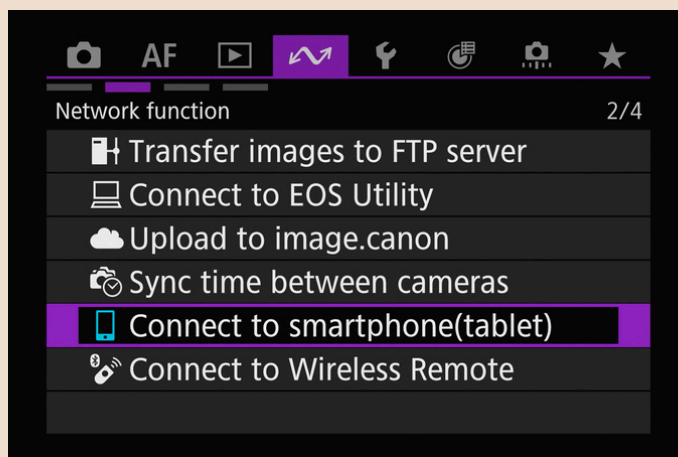 AF
Network function 2/4
Transfer images to FTP server
Connect to EOS Utility
Upload to image.canon
Sync time between cameras
Connect to smartphone(tablet)
Connect to Wireless Remote